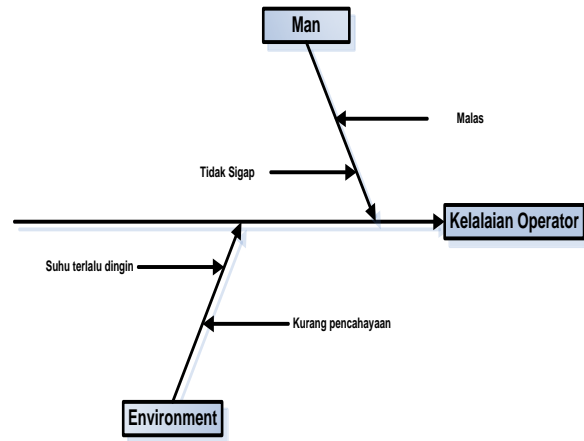 Man
Malas
Tidak Sigap
Kelalaian Operator
Suhu terlalu dingin
Kurang pencahayaan
Environment